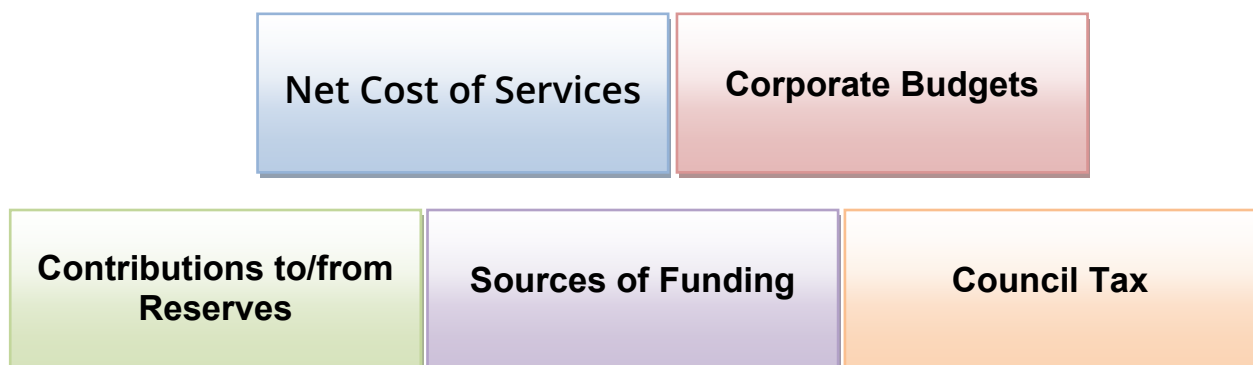 Net Cost of Services
Corporate Budgets
Contributions to/from
Reserves
Sources of Funding
Council Tax